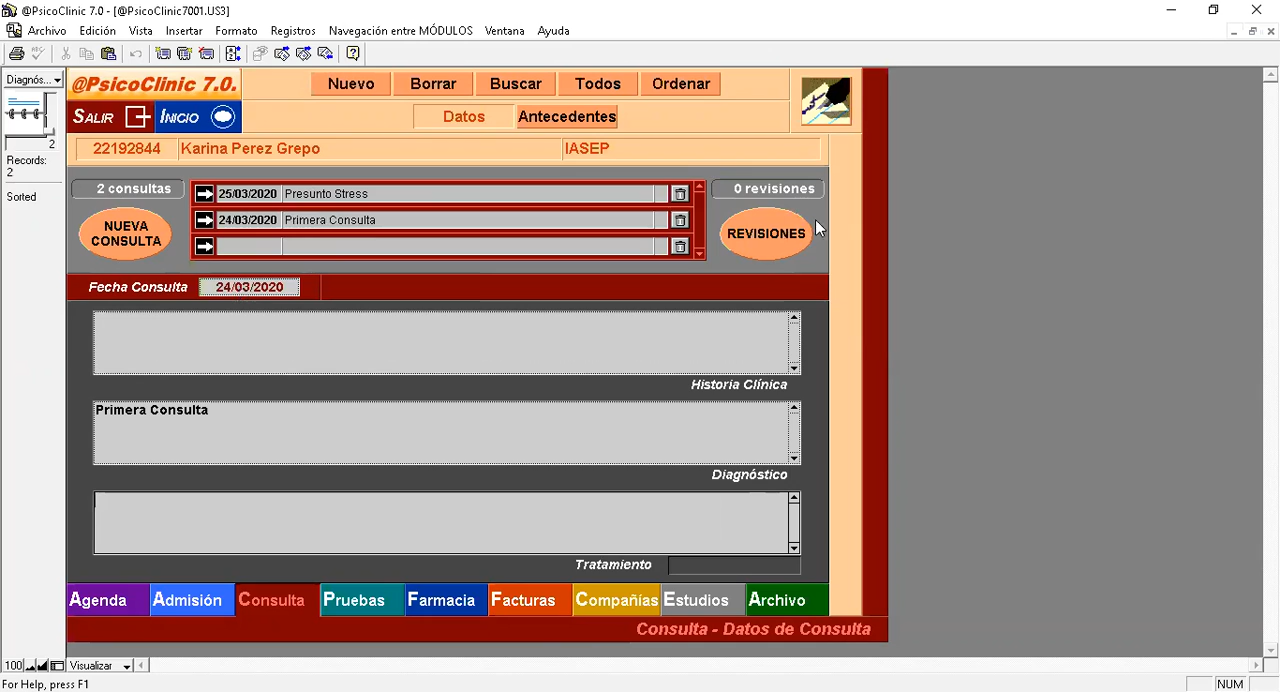 @PsicoClinic 7.0 - [@PsicoClinic7001.US3]
Archivo Edición Vista Insertar Formato Registros Navegación entre MÓDULOS Ventana Ayuda
Diagnós...
@PsicoClinic 7.0.
Nuevo Borrar Buscar Todos Ordenar
SALIR INICIO
Datos Antecedentes
2
Records:
2
Sorted
22192844 Karina Perez Grepo IASEP
2 consultas
25/03/2020 Presunto Stress
0 revisiones
NUEVA CONSULTA
24/03/2020 Primera Consulta
REVISIONES
Fecha Consulta 24/03/2020
Historia Clínica
Primera Consulta
Diagnóstico
Tratamiento
Agenda Admisión Consulta Pruebas Farmacia Facturas Compañías Estudios Archivo
Consulta - Datos de Consulta
100 Visualizar
For Help, press F1
NUM